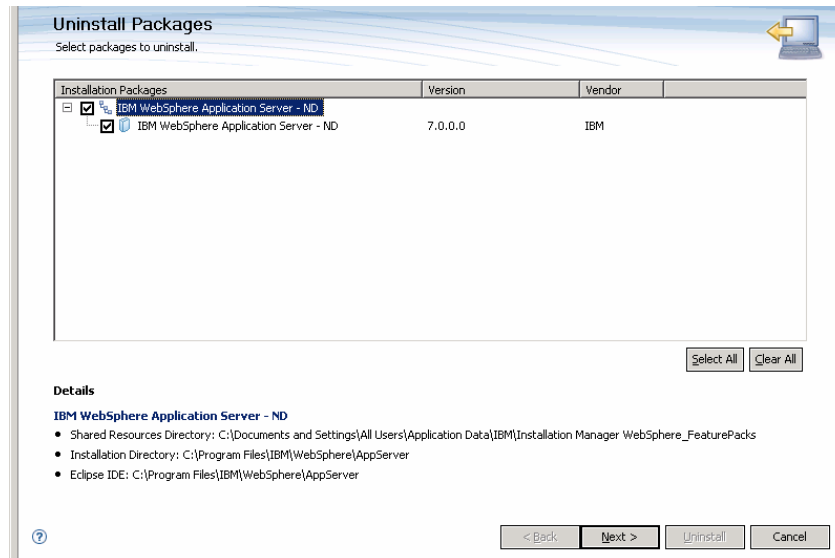 Uninstall Packages
Select packages to uninstall.
Installation Packages Version Vendor
IBM WebSphere Application Server - ND
IBM WebSphere Application Server - ND 7.0.0.0 IBM
Select All Clear All
Details
IBM WebSphere Application Server - ND
• Shared Resources Directory: C:\Documents and Settings\All Users\Application Data\IBM\Installation Manager WebSphere_FeaturePacks
• Installation Directory: C:\Program Files\IBM\WebSphere\AppServer
• Eclipse IDE: C:\Program Files\IBM\WebSphere\AppServer
? < Back Next > Uninstall Cancel